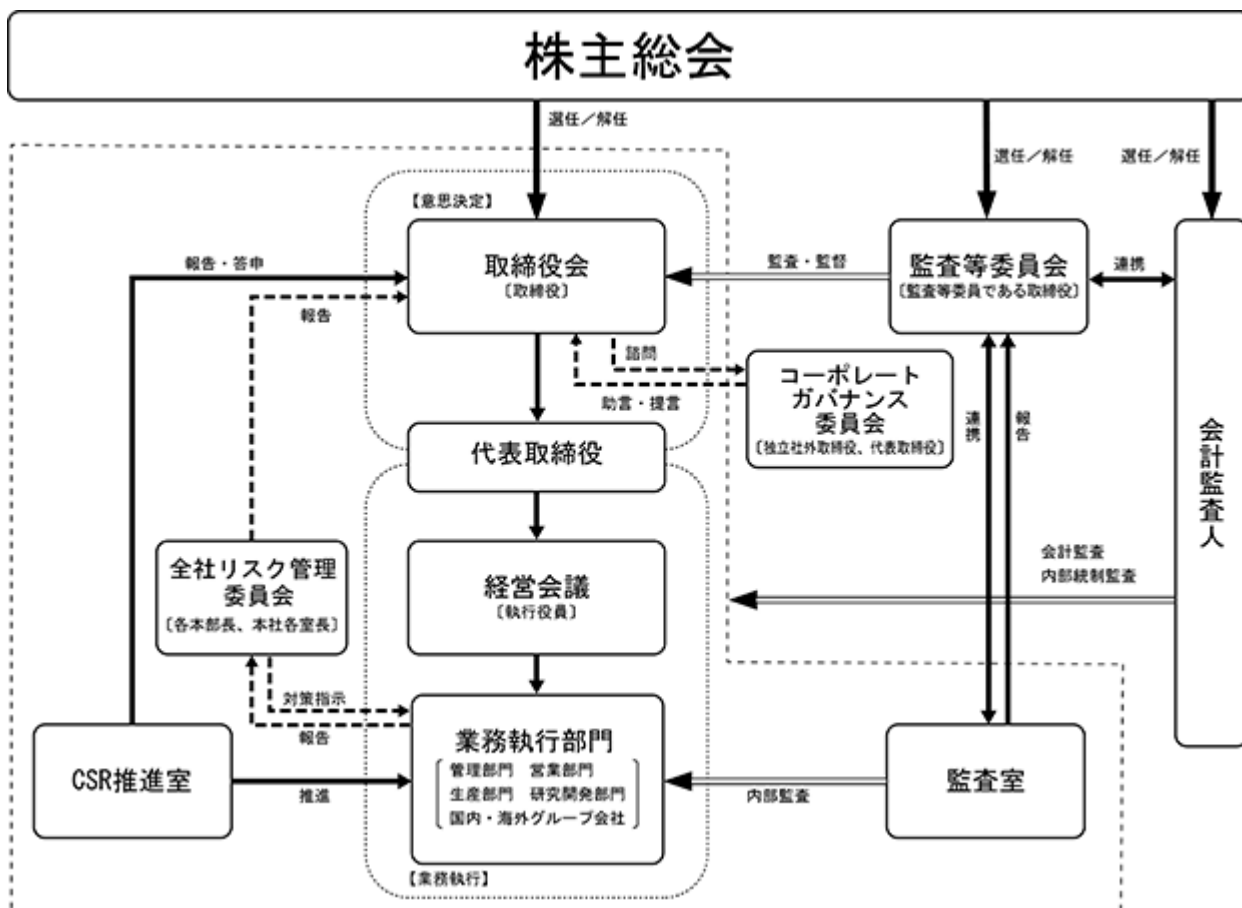 株主総会
選任／解任
選任／解任
選任／解任
【意思決定】
取締役会
〔取締役〕
監査・監督
監査等委員会
〔監査等委員である取締役〕
連携
報告・答申
報告
諮問
助言・提言
コーポレート
ガバナンス
委員会
〔独立社外取締役、代表取締役〕
連携
報告
会計監査人
代表取締役
全社リスク管理
委員会
〔各本部長、本社各室長〕
経営会議
〔執行役員〕
会計監査
内部統制監査
対策指示
報告
CSR推進室
推進
業務執行部門
管理部門　営業部門
生産部門　研究開発部門
国内・海外グループ会社
内部監査
監査室
【業務執行】